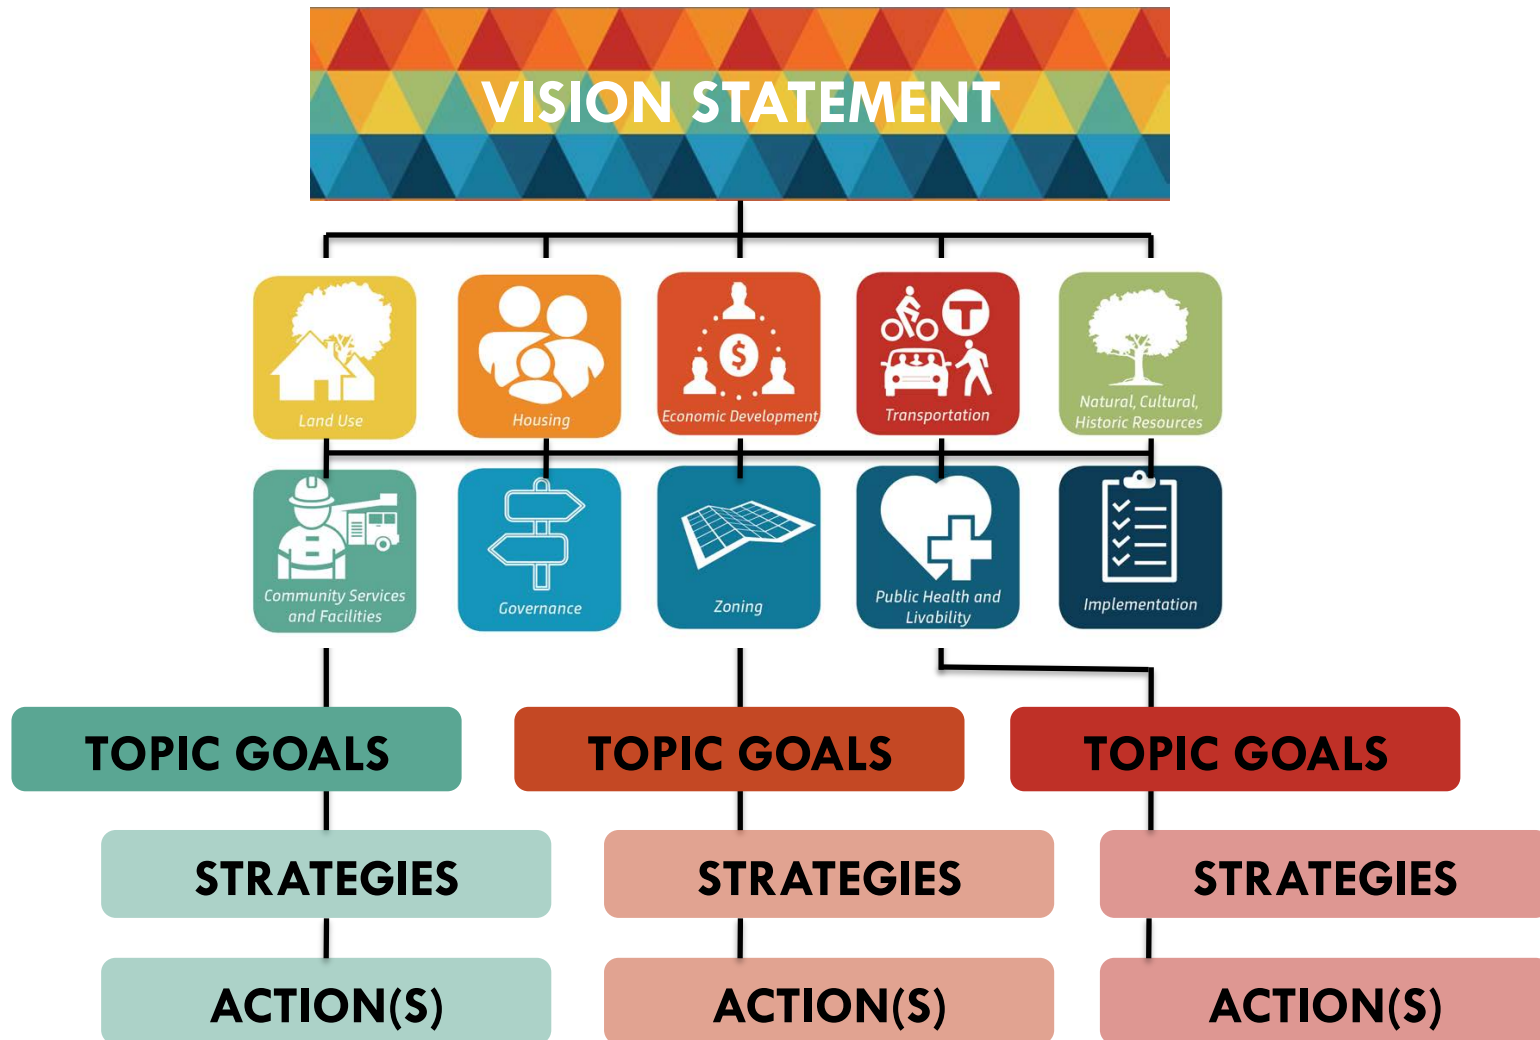 VISION STATEMENT
Land Use
Housing
Economic Development
T
$
Transportation
Natural, Cultural,
Historic Resources
Community Services
and Facilities
Governance
Zoning
Public Health and
Livability
Implementation
TOPIC GOALS
TOPIC GOALS
TOPIC GOALS
STRATEGIES
STRATEGIES
STRATEGIES
ACTION(S)
ACTION(S)
ACTION(S)